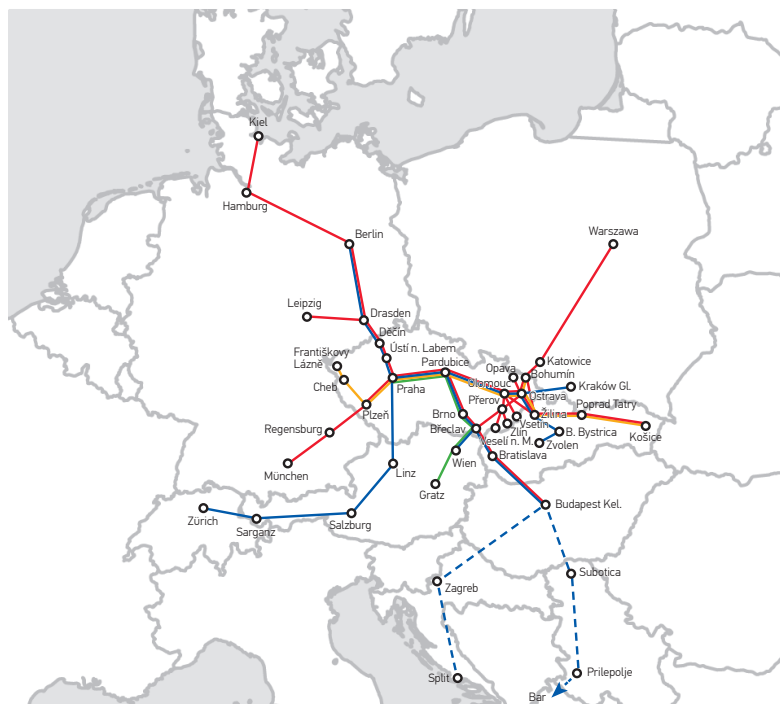 Kiel
Hamburg
Berlin
Warszawa
Leipzig
Drasden
Děčín
Ústí n. Labem
Františkovy
Lázně
Cheb
Pardubice
Praha
Plzeň
Opava
Katowice
Bohumín
Olomouc
Kraków Gl.
Ostrava
Přerov
Poprad Tatry
Žilina
Brno
Vsetín
Zlín
B. Bystrica
Břeclav
Veselí n. M.
Košice
Zvolen
Regensburg
Wien
Bratislava
München
Linz
Gratz
Zürich
Sarganz
Salzburg
Budapest Kel.
Zagreb
Subotica
Split
Prilepolje
Bar